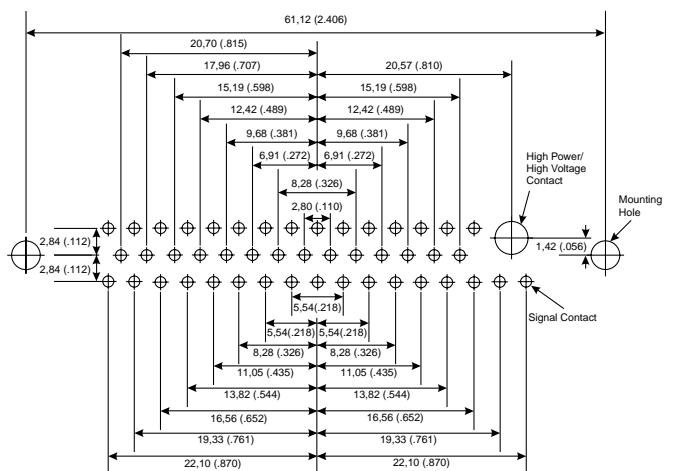 61,12 (2.406)
20,70 (.815)
17,96 (.707) 20,57 (.810)
15,19 (.598) 15,19 (.598)
12,42 (.489) 12,42 (.489)
9,68 (.381) 9,68 (.381)
6,91 (.272) 6,91 (.272)
8,28 (.326)
2,80 (.110)
High Power/
High Voltage
Contact
Mounting
Hole
2,84 (.112)
1,42 (.056)
2,84 (.112)
5,54 (.218)
Signal Contact
5,54(.218) 5,54(.218)
8,28 (.326) 8,28 (.326)
11,05 (.435) 11,05 (.435)
13,82 (.544) 13,82 (.544)
16,56 (.652) 16,56 (.652)
19,33 (.761) 19,33 (.761)
22,10 (.870) 22,10 (.870)